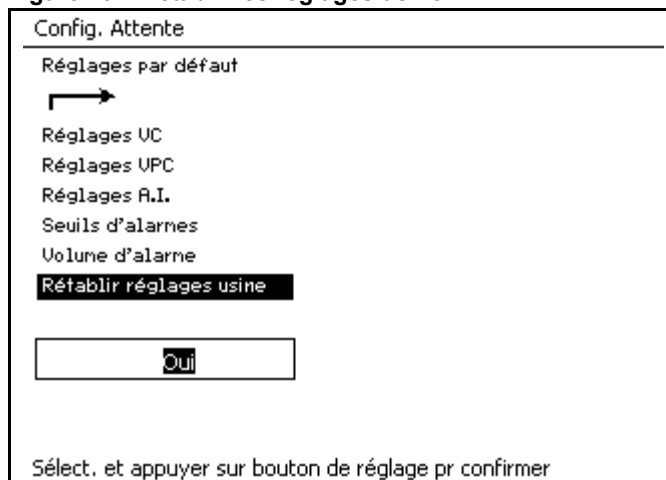 Config. Attente
Réglages par défaut
Réglages VC
Réglages VPC
Réglages A.I.
Seuils d'alarmes
Volume d'alarme
Rétablir réglages usine
Oui
Sélect. et appuyer sur bouton de réglage pr confirmer